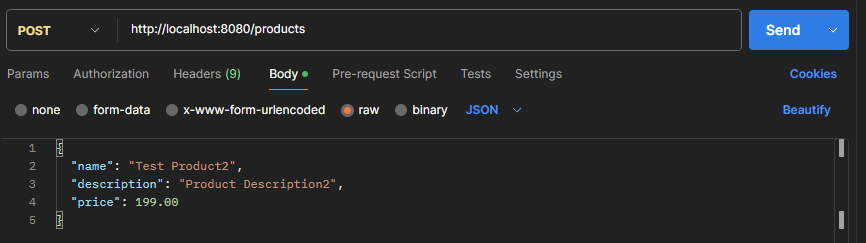 POST http://localhost:8080/products Send
Params Authorization Headers (9) Body Pre-request Script Tests Settings Cookies
none form-data x-www-form-urlencoded raw binary JSON Beautify
1 {
2 "name": "Test Product2",
3 "description": "Product Description2",
4 "price": 199.00
5 }